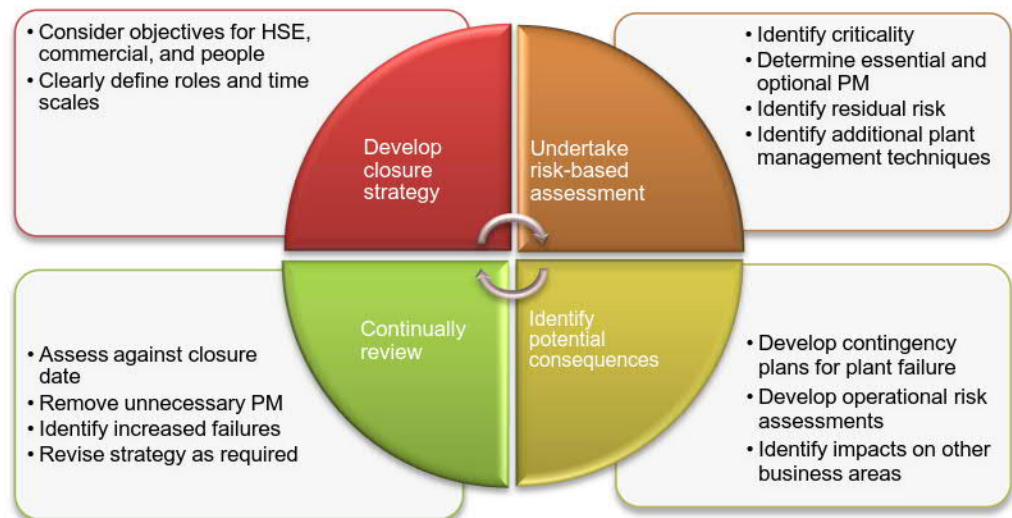 • Consider objectives for HSE,
commercial, and people
• Clearly define roles and time
scales
Develop
closure
strategy
Undertake
risk-based
assessment
• Identify criticality
• Determine essential and
optional PM
• Identify residual risk
• Identify additional plant
management techniques
• Assess against closure
date
• Remove unnecessary PM
• Identify increased failures
• Revise strategy as required
Continually
review
Identify
potential
consequences
• Develop contingency
plans for plant failure
• Develop operational risk
assessments
• Identify impacts on other
business areas